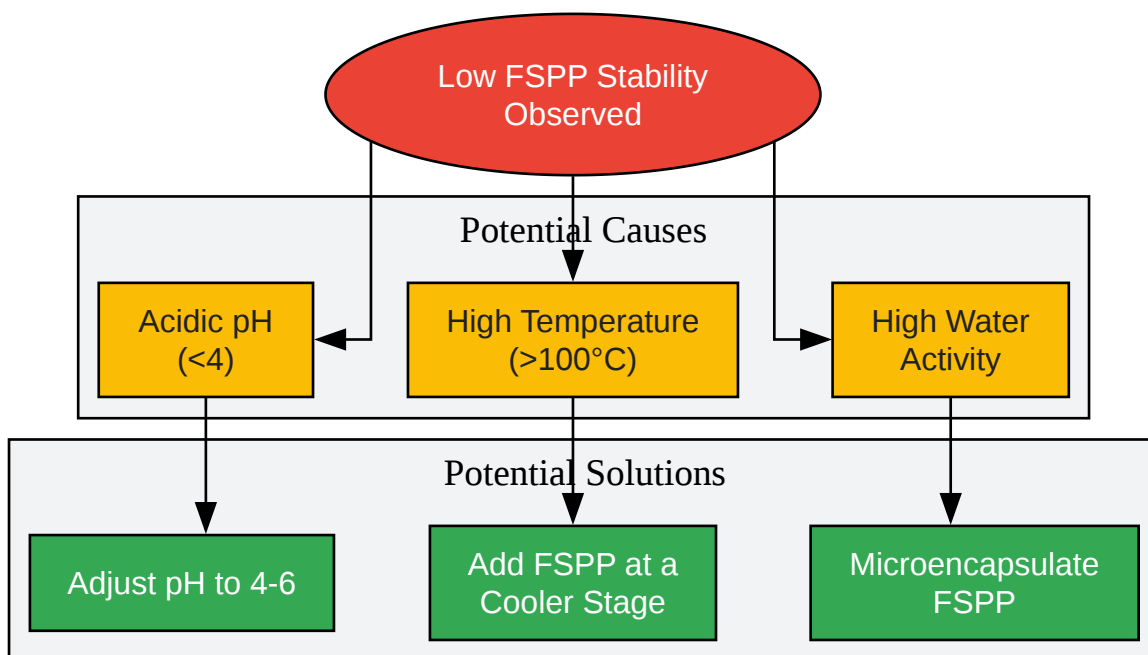 Low FSPP Stability
Observed
Potential Causes
Acidic pH
(<4)
High Temperature
(>100°C)
High Water
Activity
Potential Solutions
Adjust pH to 4-6
Add FSPP at a
Cooler Stage
Microencapsulate
FSPP